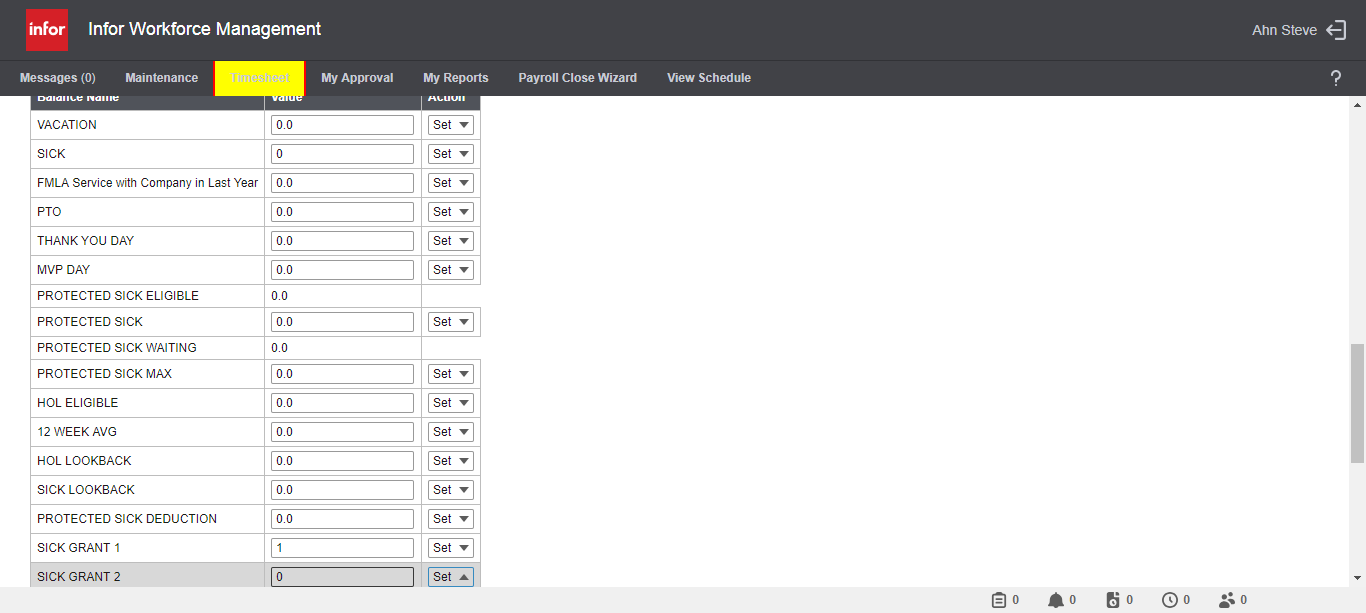 infor Infor Workforce Management Ahn Steve
Messages (0) Maintenance Timesheet My Approval My Reports Payroll Close Wizard View Schedule ?
Balance Name Value Action
VACATION 0.0 Set
SICK 0 Set
FMLA Service with Company in Last Year 0.0 Set
PTO 0.0 Set
THANK YOU DAY 0.0 Set
MVP DAY 0.0 Set
PROTECTED SICK ELIGIBLE 0.0
PROTECTED SICK 0.0 Set
PROTECTED SICK WAITING 0.0
PROTECTED SICK MAX 0.0 Set
HOL ELIGIBLE 0.0 Set
12 WEEK AVG 0.0 Set
HOL LOOKBACK 0.0 Set
SICK LOOKBACK 0.0 Set
PROTECTED SICK DEDUCTION 0.0 Set
SICK GRANT 1 1 Set
SICK GRANT 2 0 Set
0 0 0 0 0